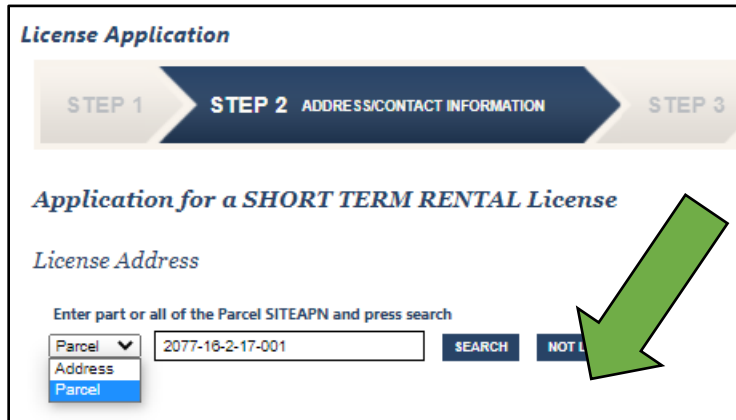 License Application
STEP 1 STEP 2 ADDRESS/CONTACT INFORMATION STEP 3
Application for a SHORT TERM RENTAL License
License Address
Enter part or all of the Parcel SITEAPN and press search
Parcel 2077-16-2-17-001 SEARCH NOT
Address
Parcel